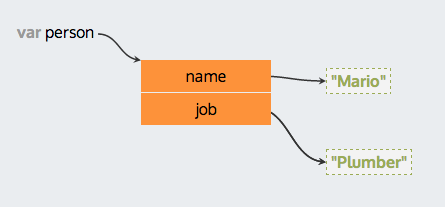 var person
name
"Mario"
job
"Plumber"